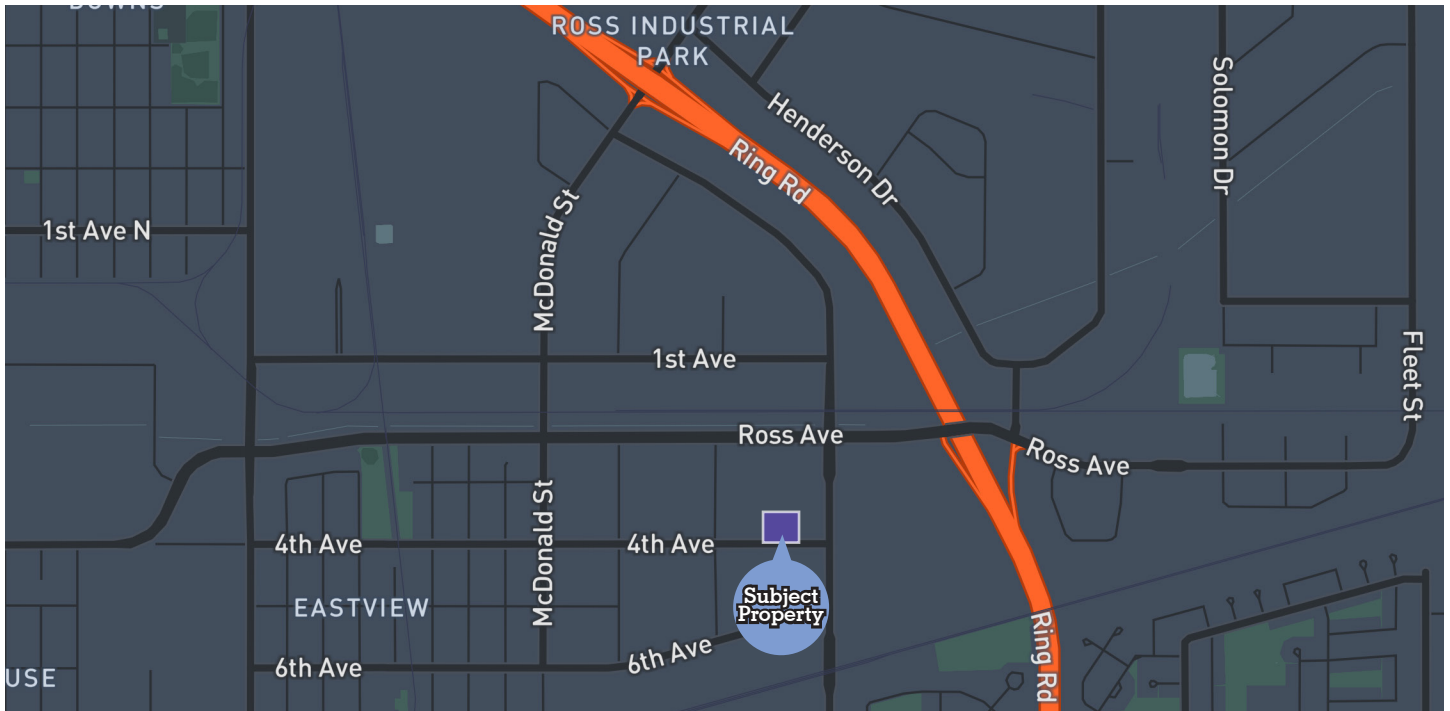 DOWNS
ROSS INDUSTRIAL
PARK
Solomon Dr
Henderson Dr
Ring Rd
McDonald St
1st Ave N
1st Ave
Fleet St
Ross Ave
Ross Ave
McDonald St
4th Ave
4th Ave
Subject
Property
EASTVIEW
6th Ave
6th Ave
Ring Rd
USE